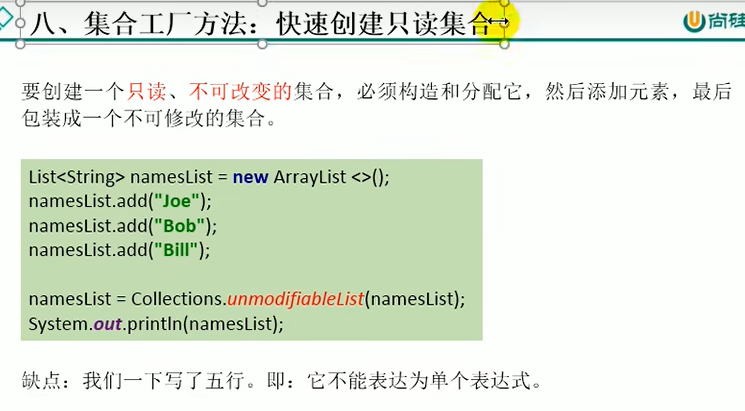 八、集合工厂方法：快速创建只读集合
尚硅
要创建一个只读、不可改变的集合，必须构造和分配它，然后添加元素，最后
包装成一个不可修改的集合。
List<String> namesList = new ArrayList <>();
namesList.add("Joe");
namesList.add("Bob");
namesList.add("Bill");
namesList = Collections.unmodifiableList(namesList);
System.out.println(namesList);
缺点：我们一下写了五行。即：它不能表达为单个表达式。